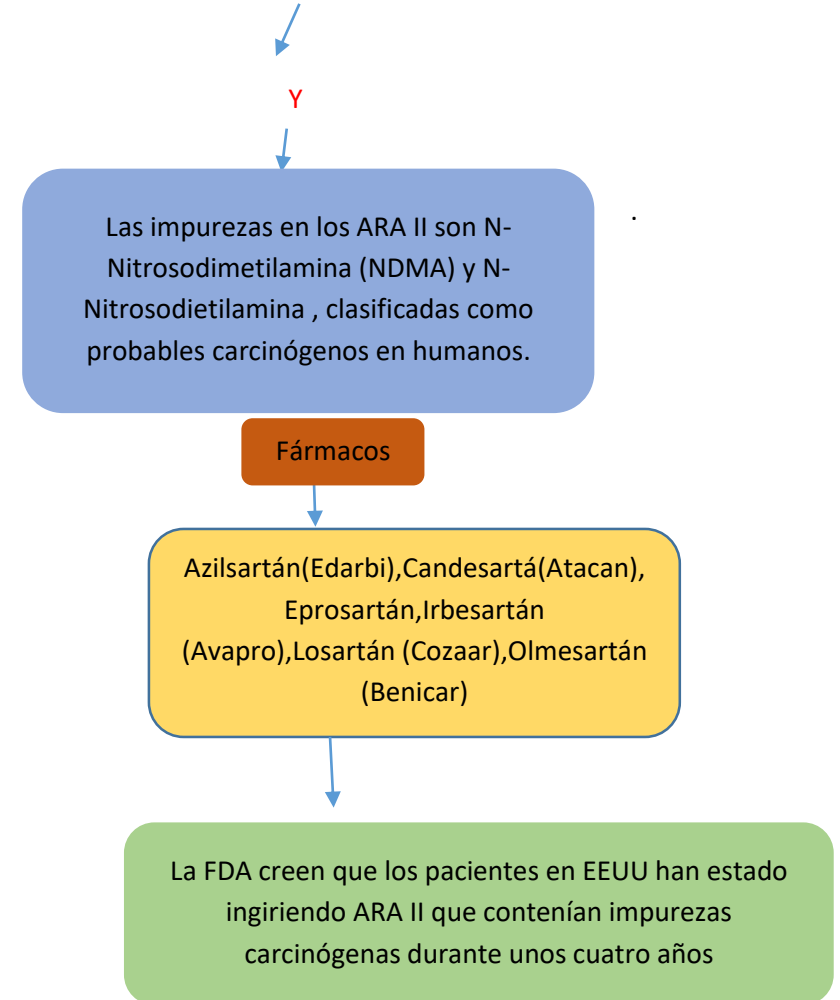 Y
Las impurezas en los ARA II son N-
Nitrosodimetilamina (NDMA) y N-
Nitrosodietilamina , clasificadas como
probables carcinógenos en humanos.
.
Fármacos
Azilsartán(Edarbi),Candesartá(Atacan),
Eprosartán,Irbesartán
(Avapro),Losartán (Cozaar),Olmesartán
(Benicar)
La FDA creen que los pacientes en EEUU han estado
ingiriendo ARA II que contenían impurezas
carcinógenas durante unos cuatro años